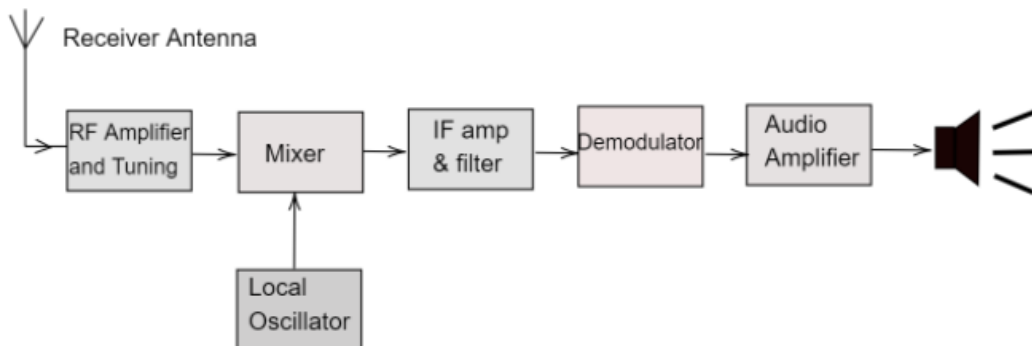 Receiver Antenna
RF Amplifier
and Tuning
Mixer
IF amp
& filter
Demodulator
Audio
Amplifier
Local
Oscillator